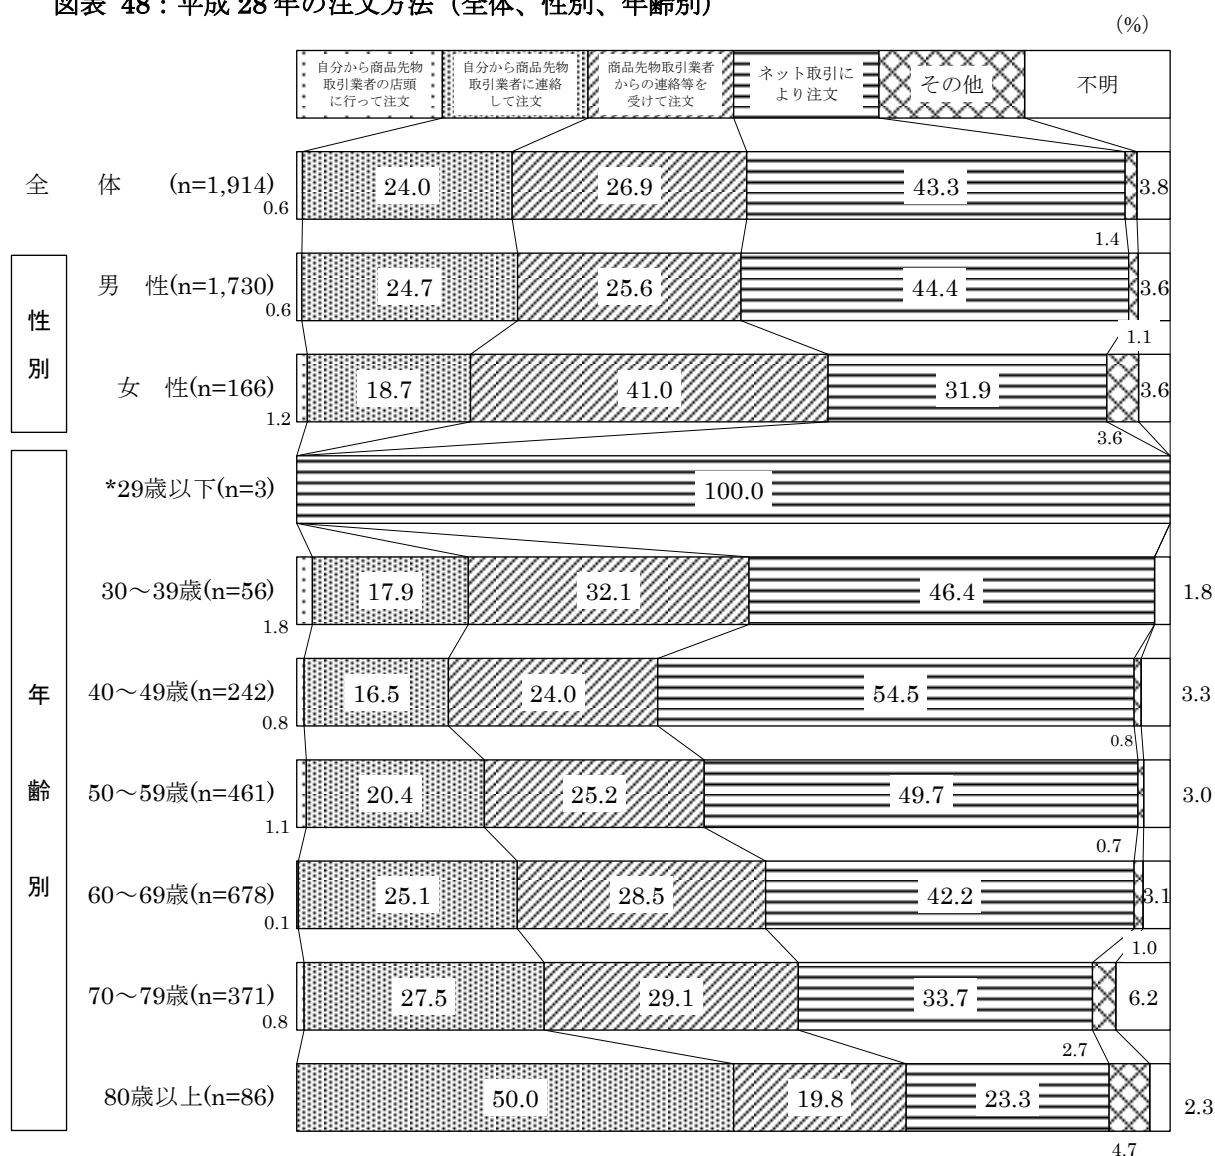 図表 48：平成 28 年の注文方法（全体、性別、年齢別）
(%)
自分から商品先物
取引業者の店頭
に行って注文
自分から商品先物
取引業者に連絡
して注文
商品先物取引業者
からの連絡等を
受けて注文
ネット取引に
より注文
その他
不明
全 体 (n=1,914)
0.6
24.0
26.9
43.3
1.4
3.8
性
別
男 性(n=1,730)
0.6
24.7
25.6
44.4
1.1
3.6
女 性(n=166)
1.2
18.7
41.0
31.9
3.6
3.6
年
齢
別
*29歳以下(n=3)
100.0
30～39歳(n=56)
1.8
17.9
32.1
46.4
1.8
40～49歳(n=242)
0.8
16.5
24.0
54.5
0.8
3.3
50～59歳(n=461)
1.1
20.4
25.2
49.7
0.7
3.0
60～69歳(n=678)
0.1
25.1
28.5
42.2
1.0
3.1
70～79歳(n=371)
0.8
27.5
29.1
33.7
2.7
6.2
80歳以上(n=86)
50.0
19.8
23.3
4.7
2.3